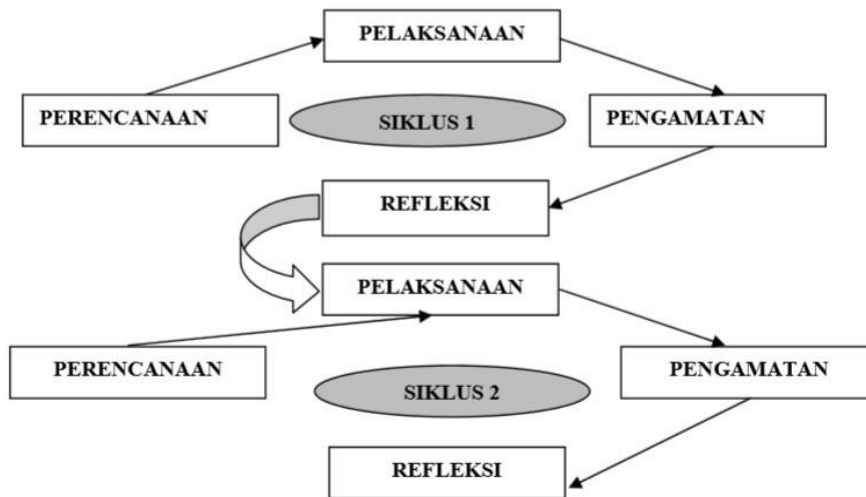 PELAKSANAAN
PERENCANAAN
SIKLUS 1
PENGAMATAN
REFLEKSI
PELAKSANAAN
PERENCANAAN
SIKLUS 2
PENGAMATAN
REFLEKSI